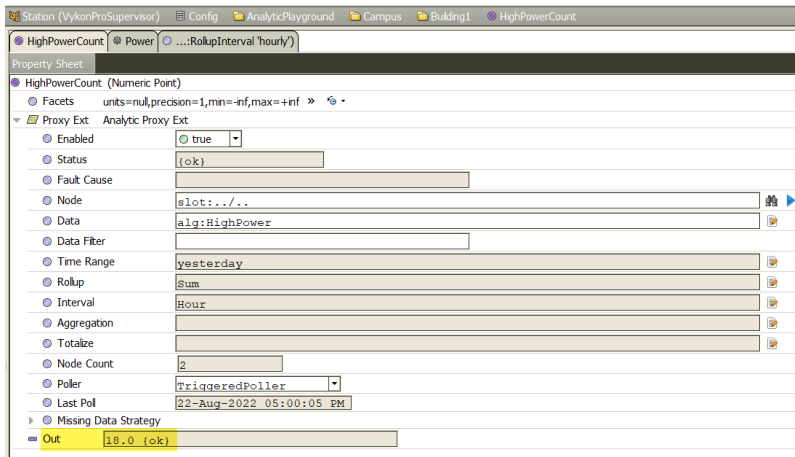 Station (VykonProSupervisor) Config AnalyticPlayground Campus Building1 HighPowerCount
HighPowerCount Power ...:RollupInterval 'hourly')
Property Sheet
HighPowerCount (Numeric Point)
Facets units=null,precision=1,min=-inf,max=+inf »
Proxy Ext Analytic Proxy Ext
Enabled true
Status {ok}
Fault Cause
Node slot:../..
Data alg:HighPower
Data Filter
Time Range yesterday
Rollup Sum
Interval Hour
Aggregation
Totalize
Node Count 2
Poller TriggeredPoller
Last Poll 22-Aug-2022 05:00:05 PM
Missing Data Strategy
Out 18.0 {ok}